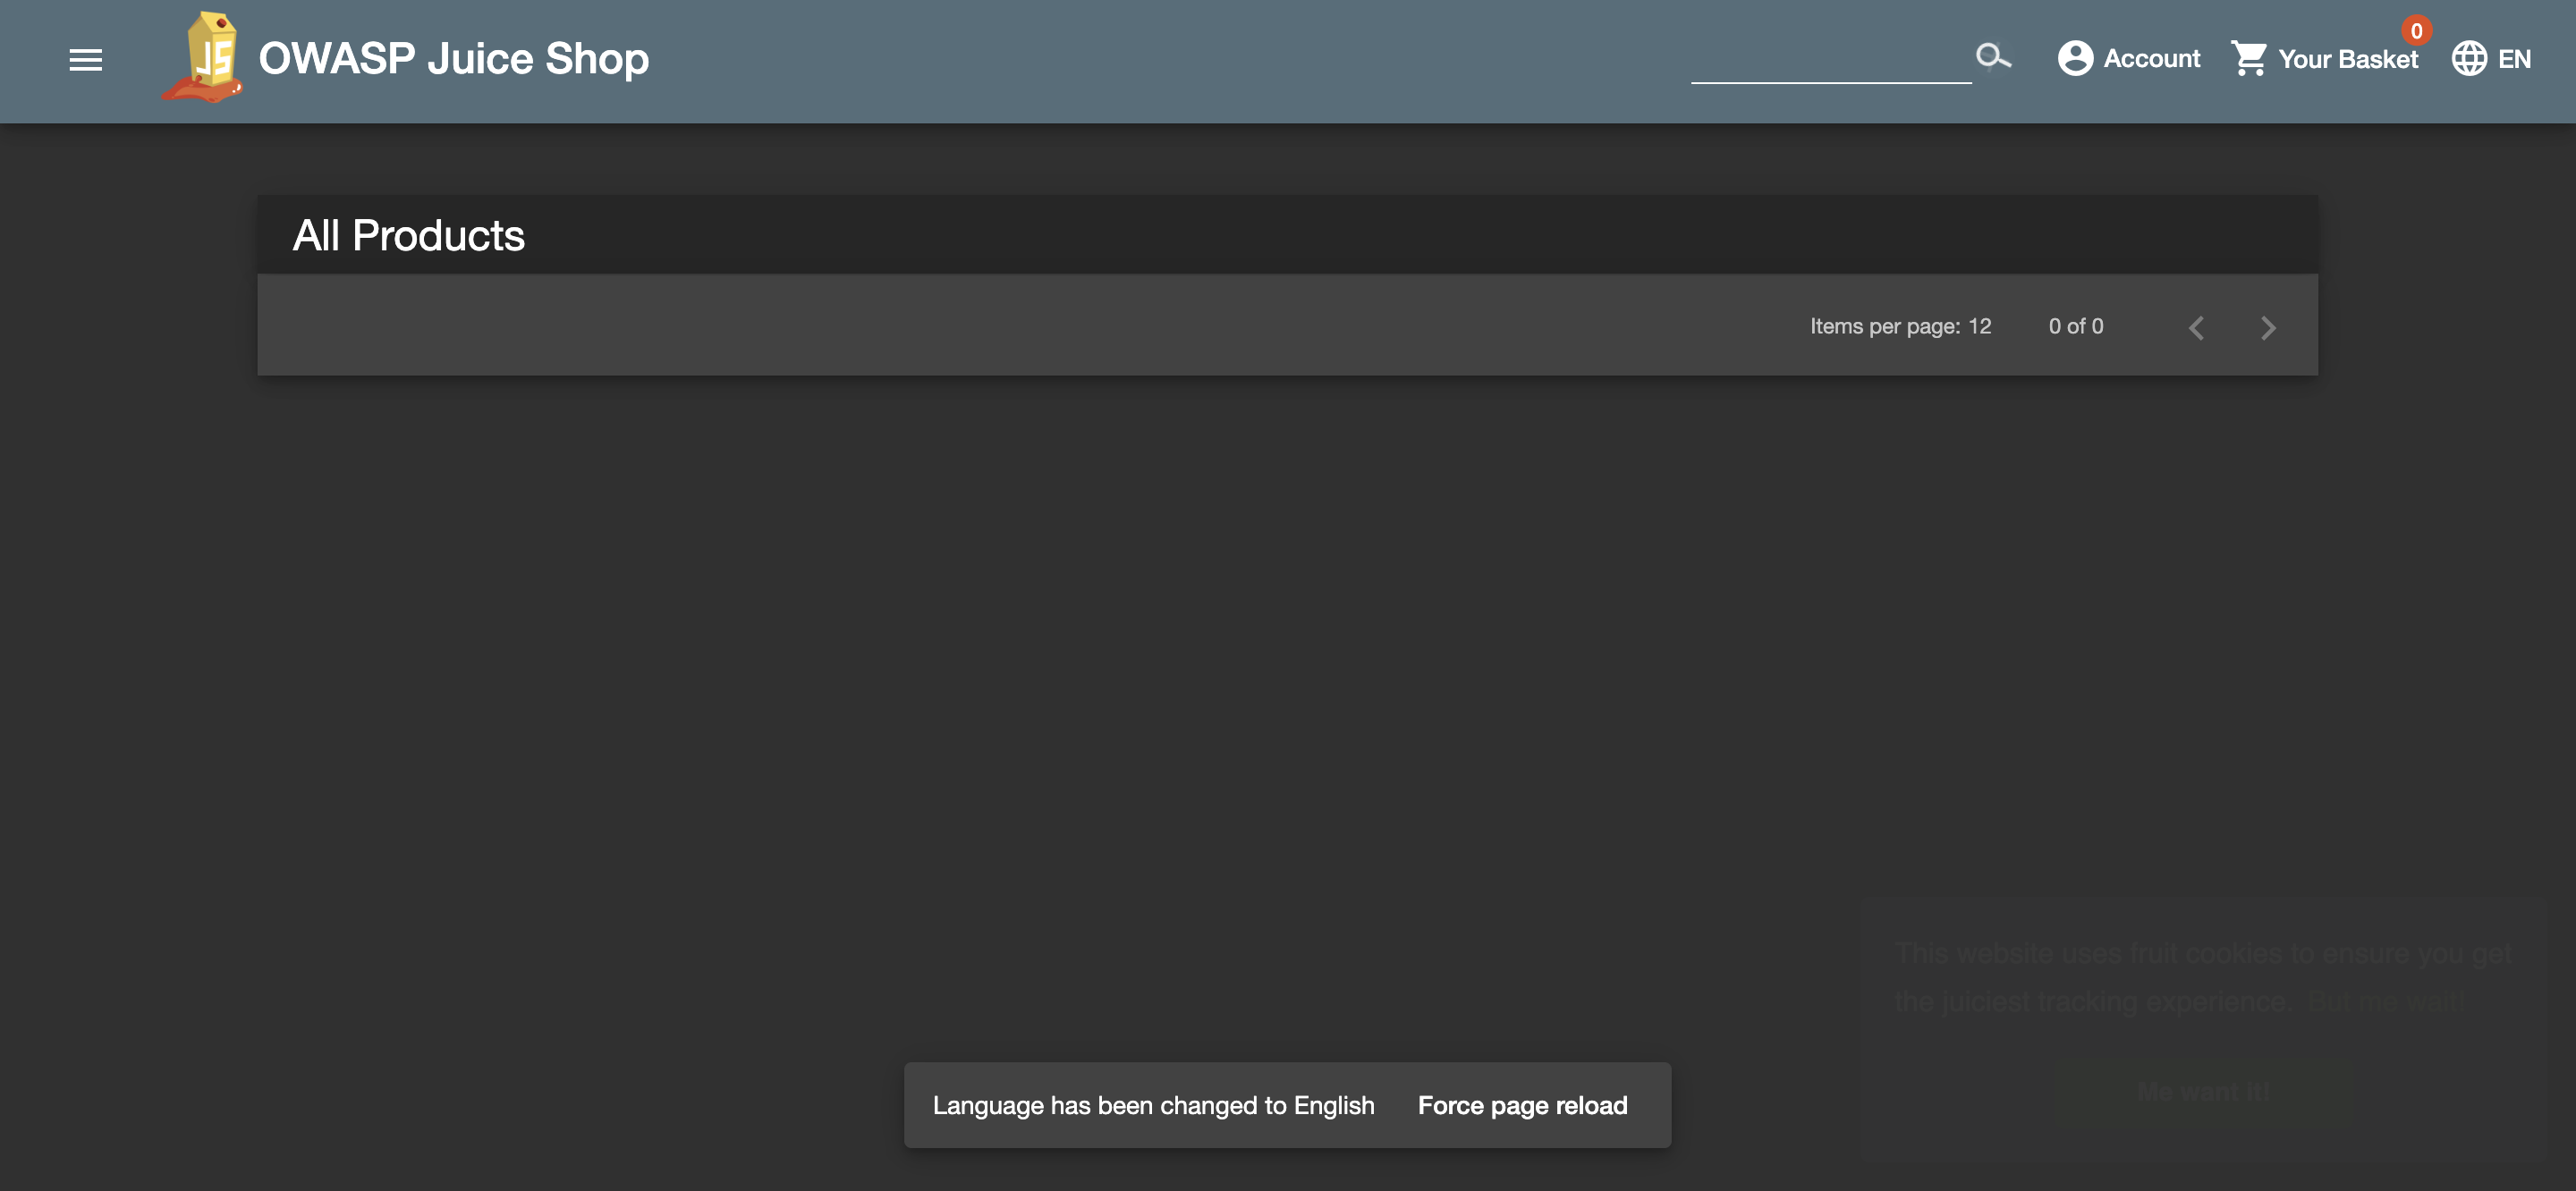 JS
OWASP Juice Shop
Account
0
Your Basket
EN
All Products
Items per page: 12
0 of 0
This website uses fruit cookies to ensure you get
the juiciest tracking experience. But me wait!
Me want it!
Language has been changed to English Force page reload